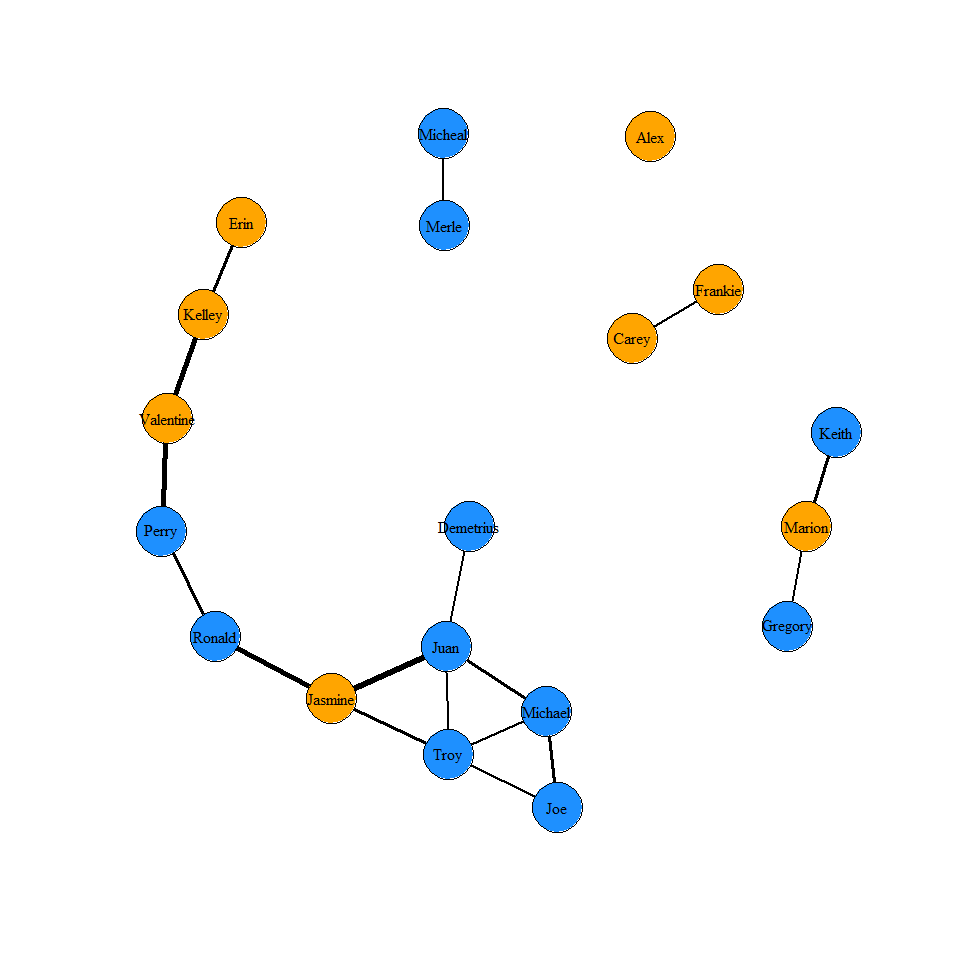 Micheal
Alex
Erin
Merle
Frankie
Kelley
Carey
Valentine
Keith
Demetrius
Marion
Perry
Gregory
Ronald
Juan
Jasmine
Michael
Troy
Joe